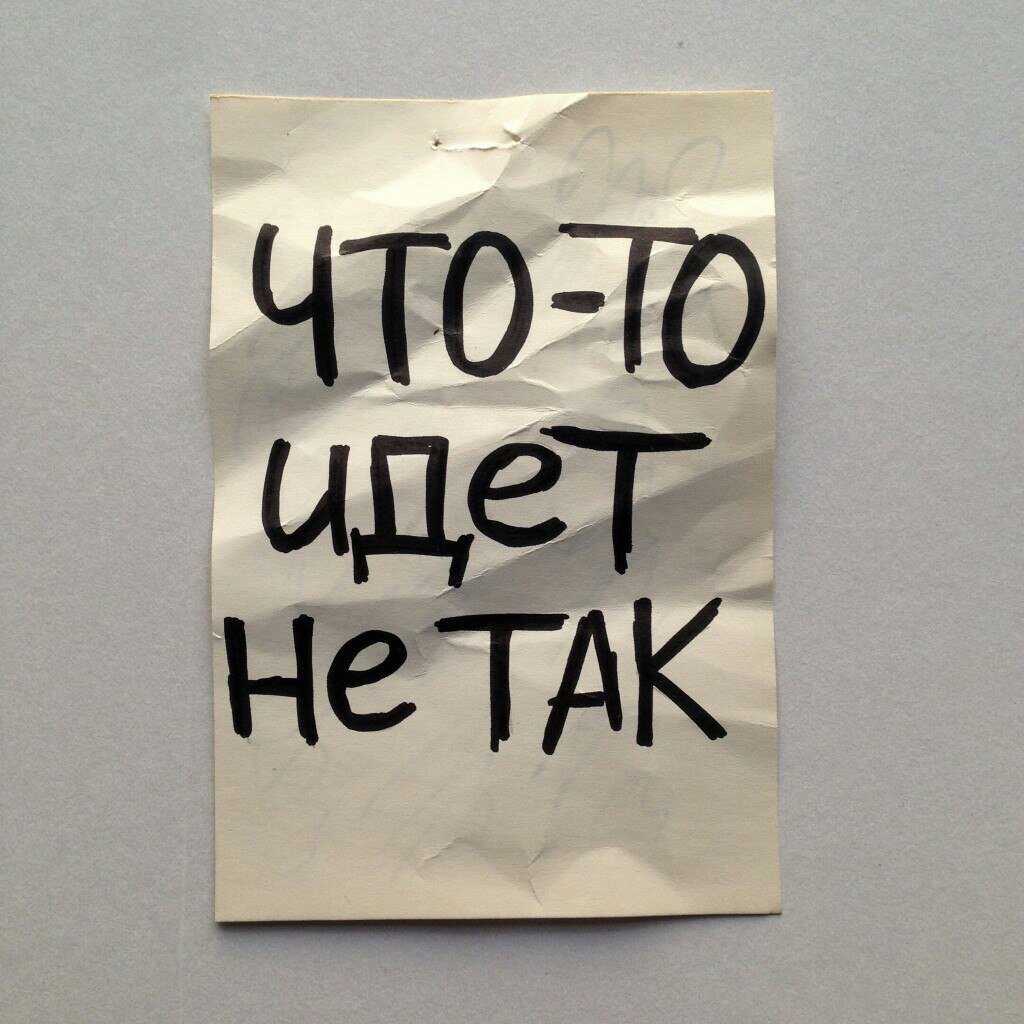 что-то
идет
не так